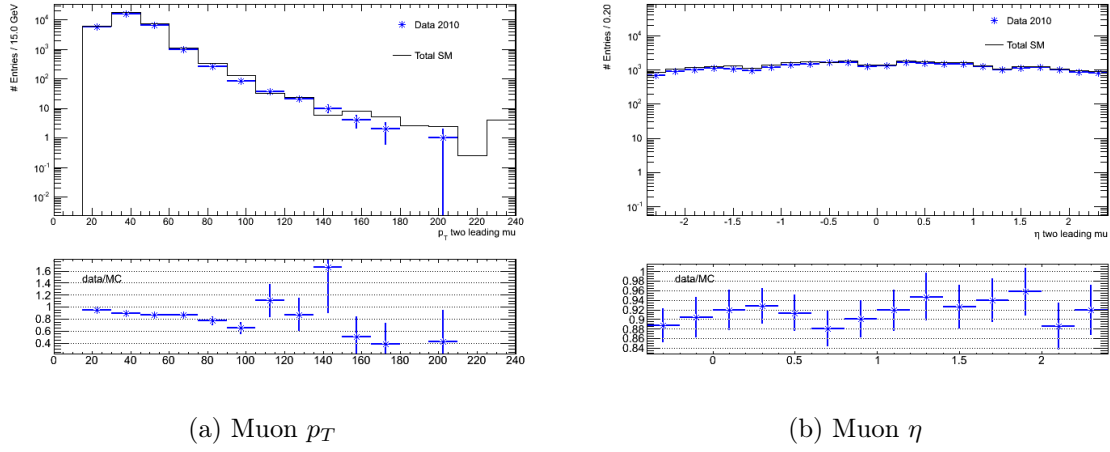 # Entries / 15.0 GeV
10⁴
10³
10²
10
1
10⁻¹
10⁻²
Data 2010
Total SM
20 40 60 80 100 120 140 160 180 200 220 240
p_T two leading mu
data/MC
1.6
1.4
1.2
1
0.8
0.6
0.4
20 40 60 80 100 120 140 160 180 200 220 240
(a) Muon p_T
# Entries / 0.20
10⁴
10³
10²
10
1
10⁻¹
Data 2010
Total SM
-2 -1.5 -1 -0.5 0 0.5 1 1.5 2
η two leading mu
data/MC
1
0.98
0.96
0.94
0.92
0.9
0.88
0.86
0.84
0 0.5 1 1.5 2
(b) Muon η